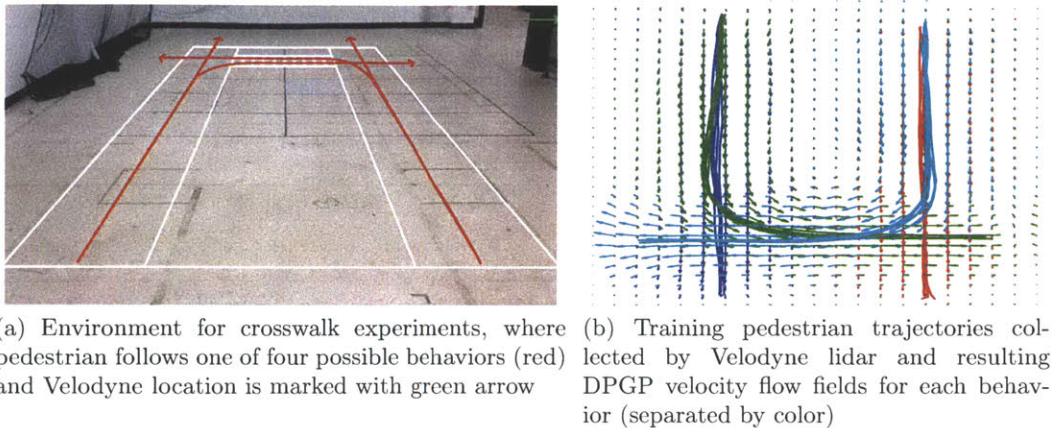 (a) Environment for crosswalk experiments, where
pedestrian follows one of four possible behaviors (red)
and Velodyne location is marked with green arrow
(b) Training pedestrian trajectories col-
lected by Velodyne lidar and resulting
DPGP velocity flow fields for each behav-
ior (separated by color)